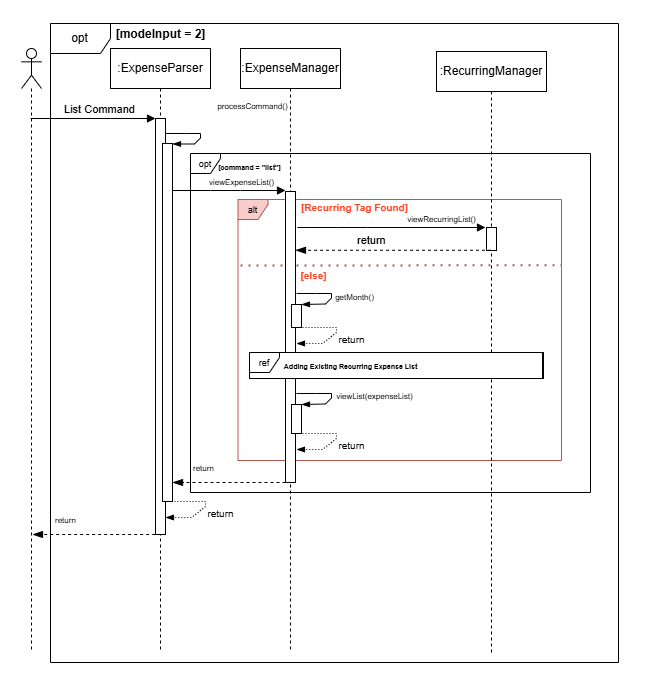 opt
[modeInput = 2]
:ExpenseParser
:ExpenseManager
:RecurringManager
processCommand()
List Command
opt
[command = "list"]
viewExpenseList()
alt
[Recurring Tag Found]
viewRecurringList()
return
[else]
getMonth()
return
ref
Adding Existing Recurring Expense List
viewList(expenseList)
return
return
return
return